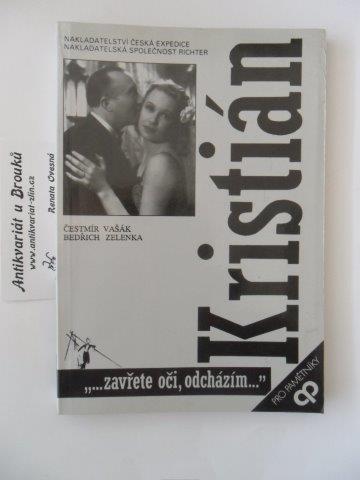 NAKLADATELSTVÍ ČESKÁ EXPEDICE
NAKLADATELSKÁ SPOLEČNOST RICHTER
Kristián
ČESTMÍR VAŠÁK
BEDŘICH ZELENKA
„...zavřete oči, odcházím..."
PRO PAMĚTNÍKY
Antikvariát u Brouků
www.antikvariat-zlin.cz
Renata Ovesná